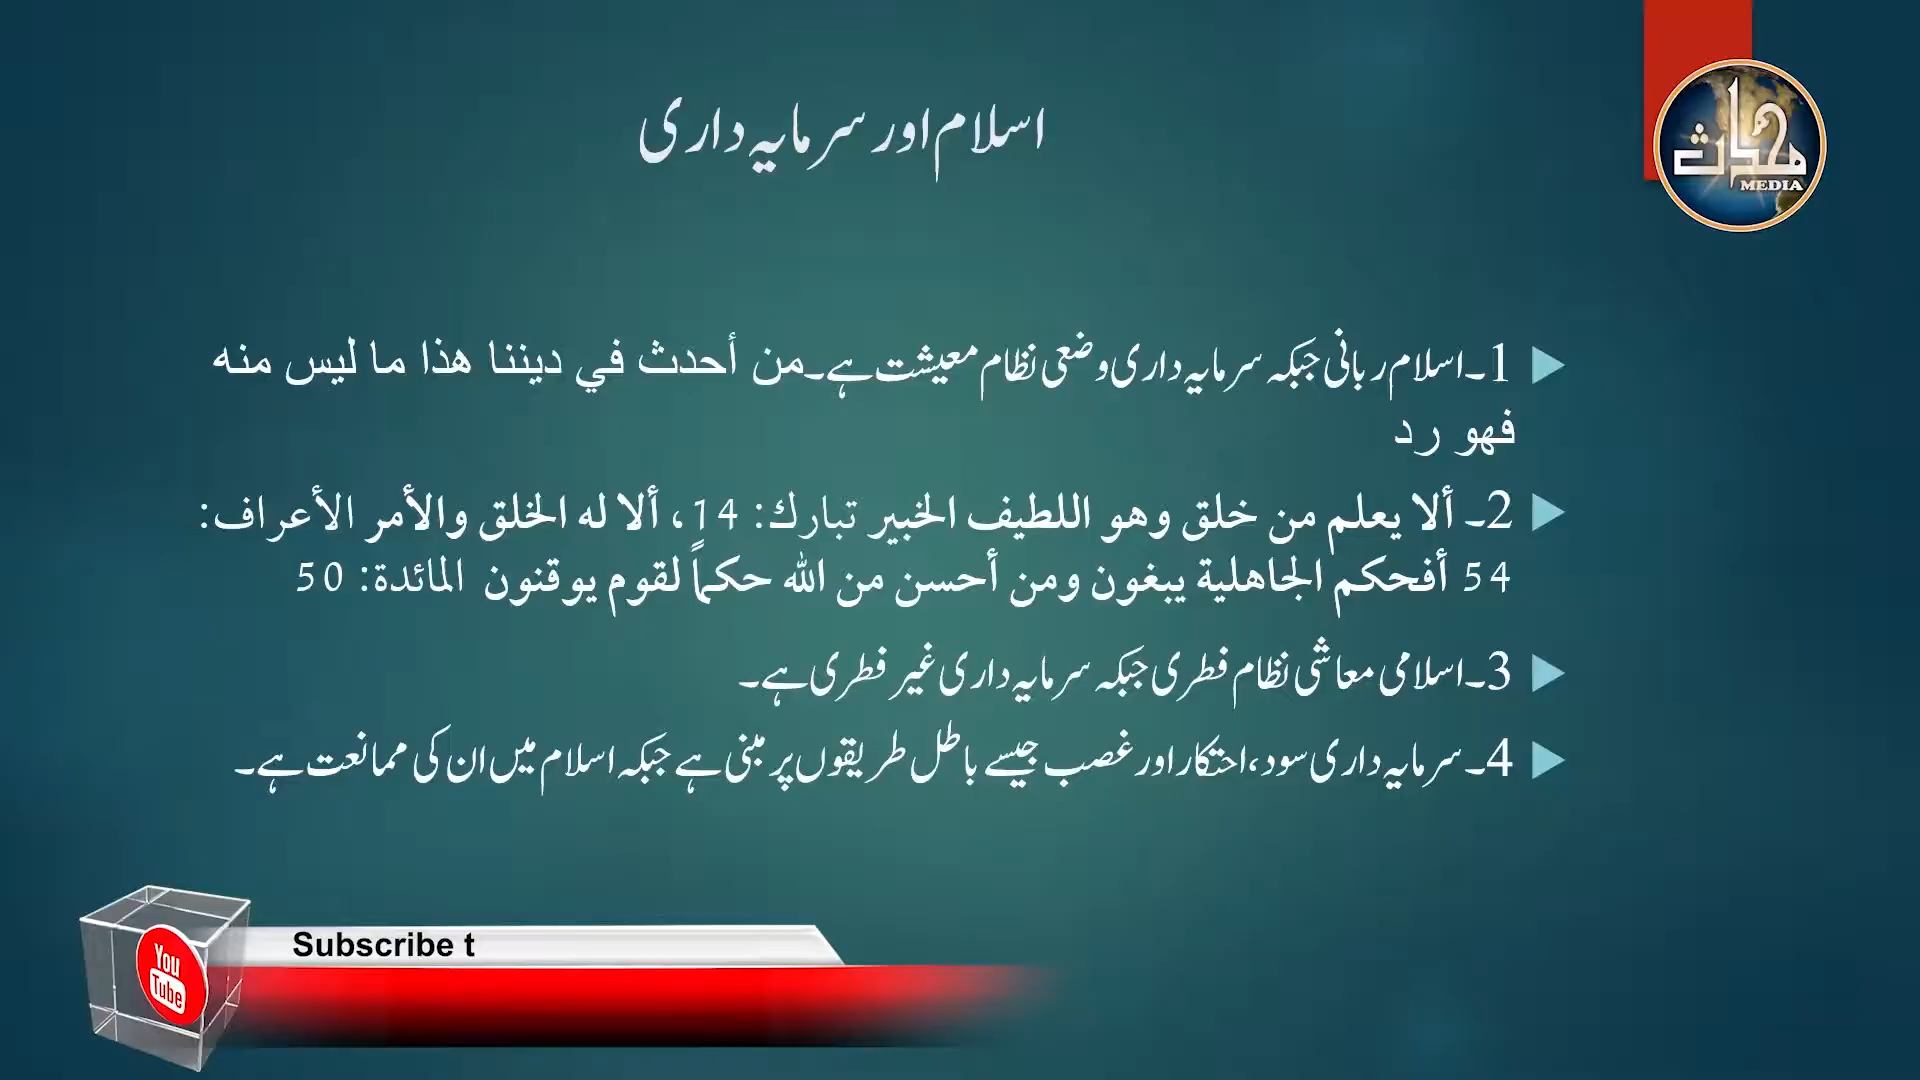 اسلام اور سرمایہ داری
MEDIA
1۔اسلام ربانی جبکہ سرمایہ داری وضعی نظام معیشت ہے۔من أحدث في ديننا هذا ما ليس منه
فهو رد
2۔ ألا يعلم من خلق وهو اللطيف الخبير تبارك: 14، ألا له الخلق والأمر الأعراف:
54 أفحكم الجاهلية يبغون ومن أحسن من الله حكماً لقوم يوقنون المائدة: 50
3۔اسلامی معاشی نظام فطری جبکہ سرمایہ داری غیر فطری ہے۔
4۔ سرمایہ داری سود، احتکار اور غصب جیسے باطل طریقوں پر مبنی ہے جبکہ اسلام میں ان کی ممانعت ہے۔
Subscribe t
You
Tube